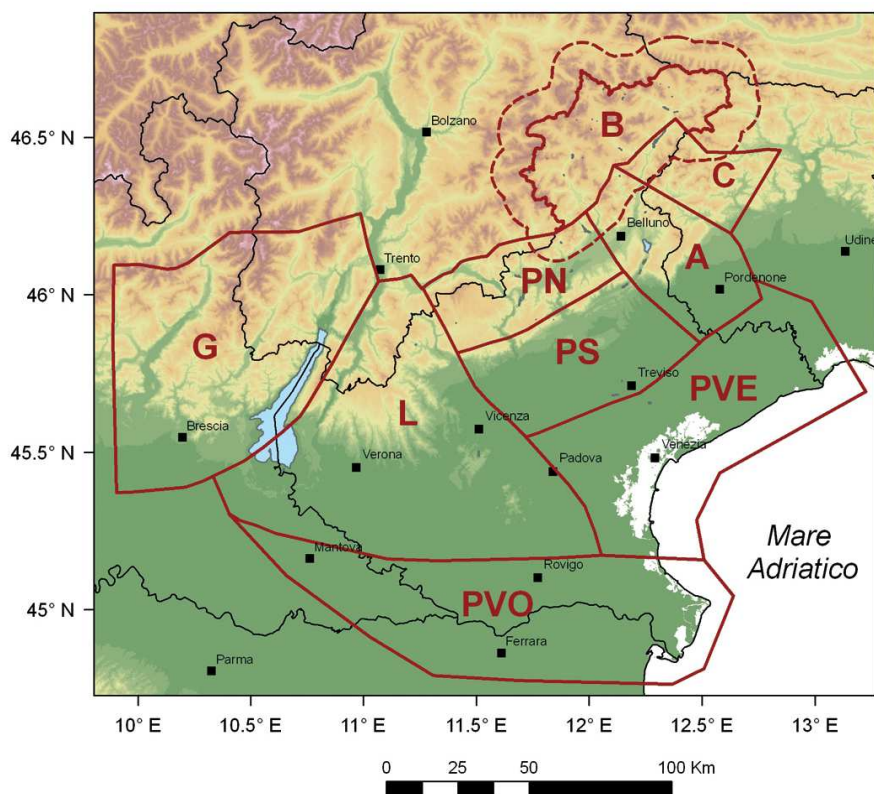 46.5° N
46° N
45.5° N
45° N
B
Bolzano
C
Belluno
Udine
A
Trento
PN
Pordenone
G
PS
Treviso
PVE
Brescia
L
Vicenza
Verona
Padova
Venezia
Mare
Adriatico
Mantova
Rovigo
PVO
Ferrara
Parma
10° E
10.5° E
11° E
11.5° E
12° E
12.5° E
13° E
0 25 50 100 Km